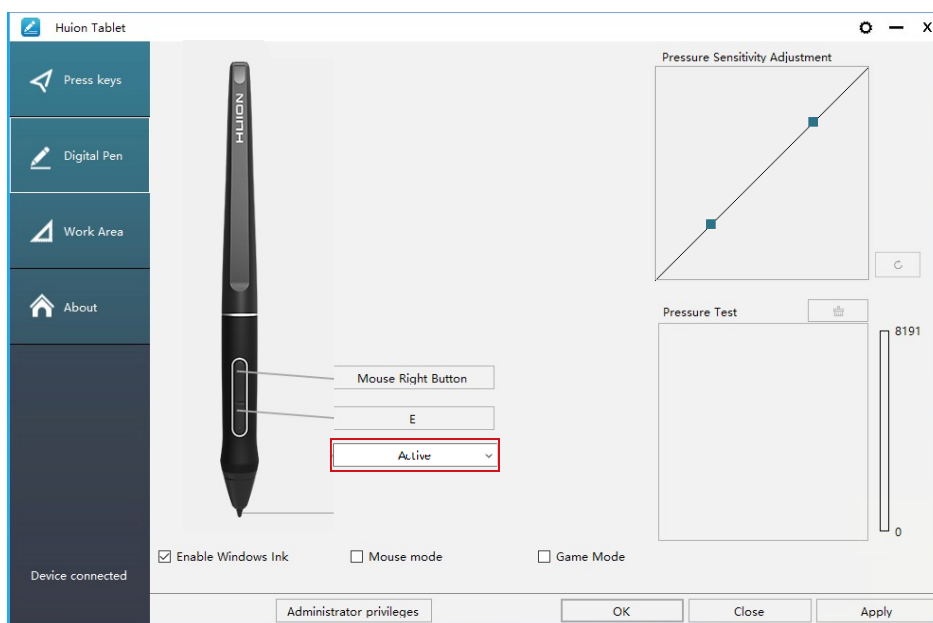 Huion Tablet
X
Press keys
Digital Pen
Work Area
About
Device connected
HUION
Mouse Right Button
E
Active
Enable Windows Ink
Mouse mode
Game Mode
Pressure Sensitivity Adjustment
Pressure Test
8191
0
Administrator privileges
OK
Close
Apply